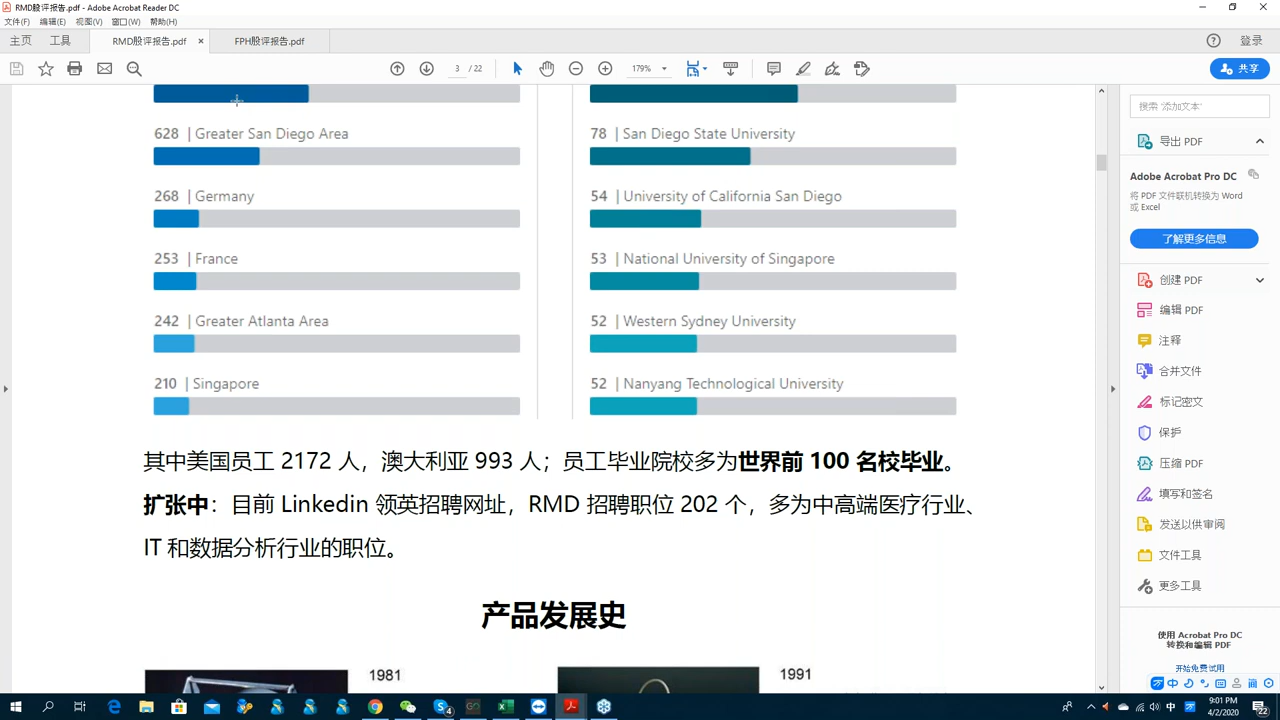 RMD股评报告.pdf - Adobe Acrobat Reader DC
文件(F) 编辑(E) 视图(V) 窗口(W) 帮助(H)
主页 工具 RMD股评报告.pdf × FPH股评报告.pdf 登录
3 / 22 179% 共享
628 | Greater San Diego Area
268 | Germany
253 | France
242 | Greater Atlanta Area
210 | Singapore
78 | San Diego State University
54 | University of California San Diego
53 | National University of Singapore
52 | Western Sydney University
52 | Nanyang Technological University
其中美国员工 2172 人，澳大利亚 993 人；员工毕业院校多为世界前 100 名校毕业。
扩张中：目前 Linkedin 领英招聘网址，RMD 招聘职位 202 个，多为中高端医疗行业、
IT 和数据分析行业的职位。
产品发展史
1981
1991
搜索 '添加文本'
导出 PDF
Adobe Acrobat Pro DC
将 PDF 文件联机转换为 Word
或 Excel
了解更多信息
创建 PDF
编辑 PDF
注释
合并文件
标记密文
保护
压缩 PDF
填写和签名
发送以供审阅
文件工具
更多工具
使用 Acrobat Pro DC
转换和编辑 PDF
开始免费试用
中 简
中 9:01 PM
4/2/2020
22